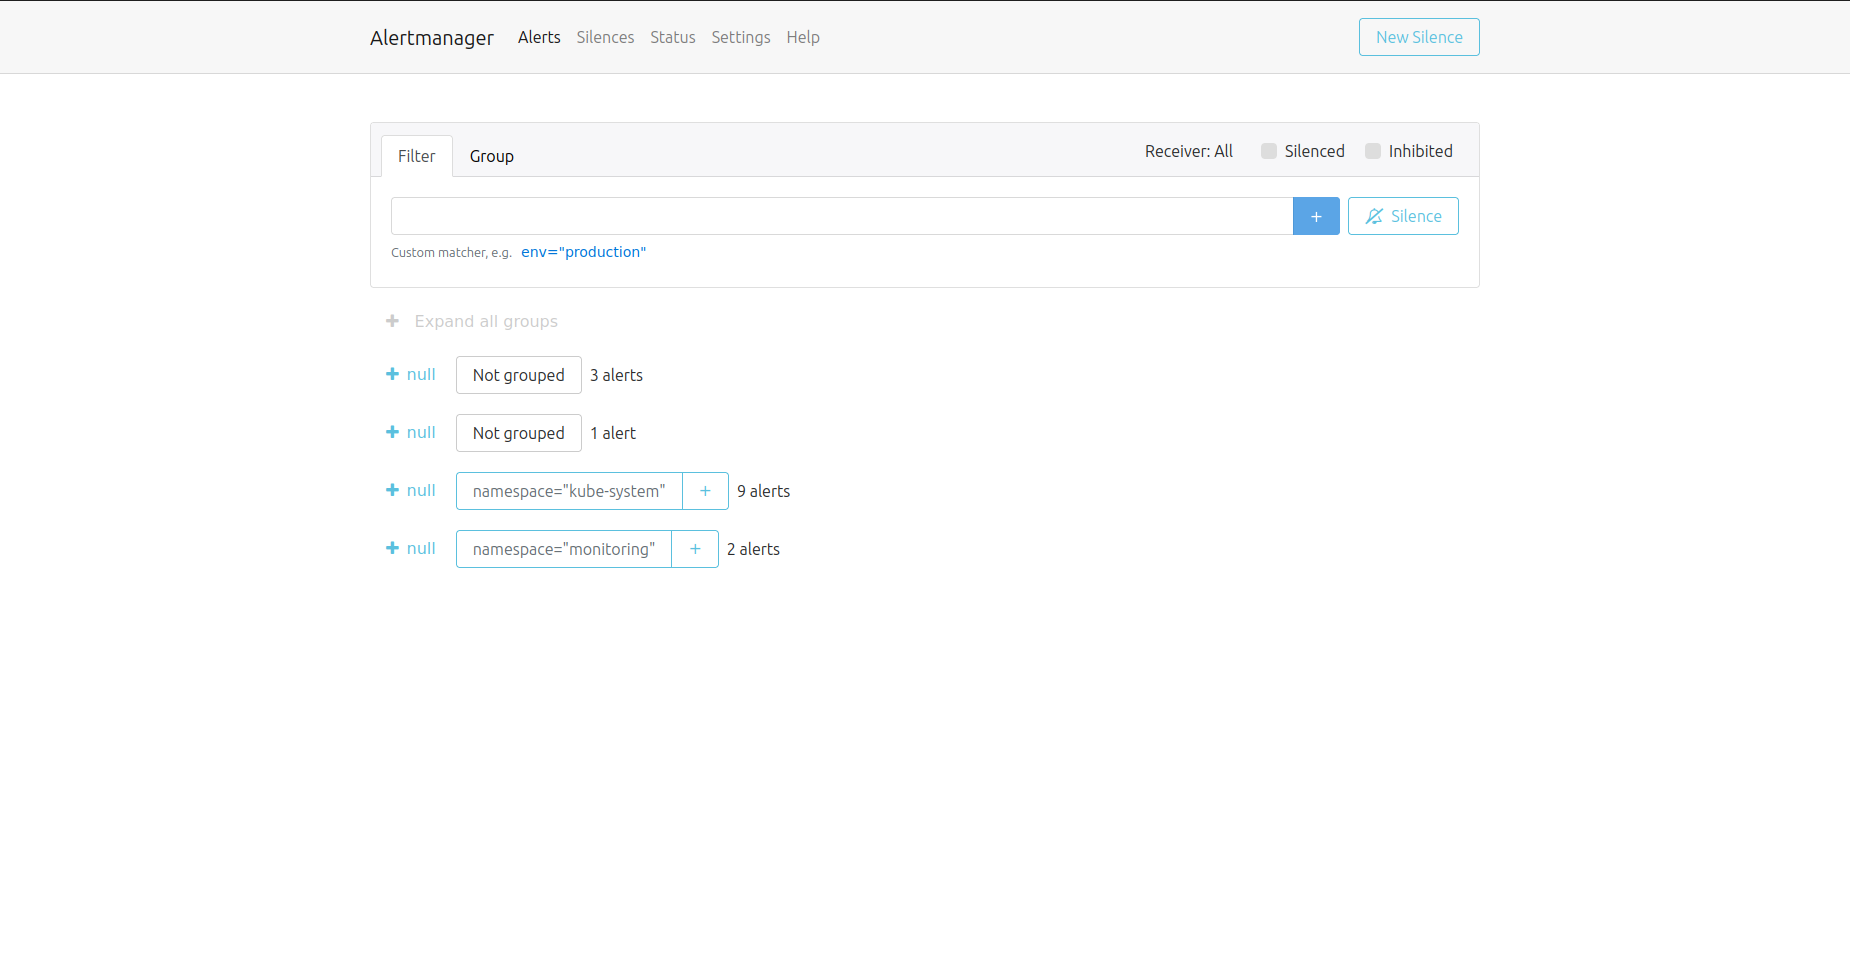 Alertmanager Alerts Silences Status Settings Help New Silence
Filter Group Receiver: All Silenced Inhibited
+ Silence
Custom matcher, e.g. env="production"
+ Expand all groups
+ null Not grouped 3 alerts
+ null Not grouped 1 alert
+ null namespace="kube-system" + 9 alerts
+ null namespace="monitoring" + 2 alerts